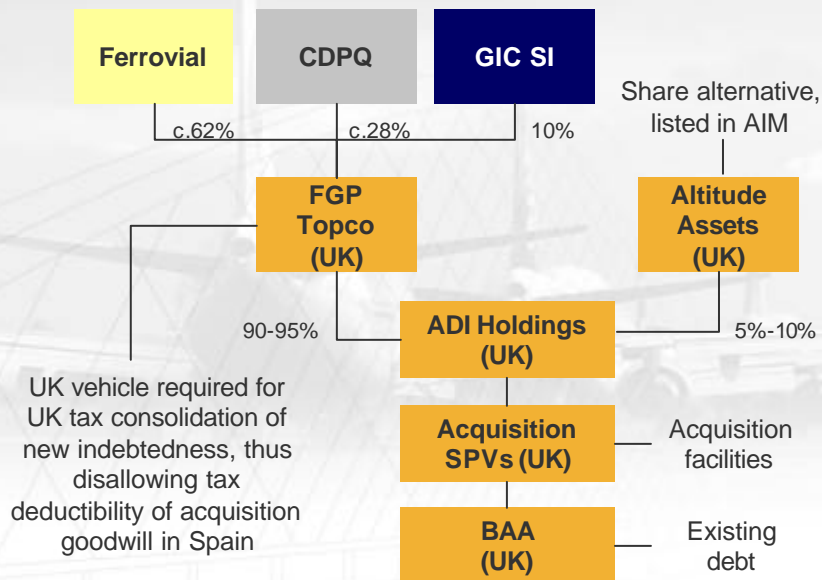 Ferrovial
CDPQ
GIC SI
Share alternative,
listed in AIM
c.62%
c.28%
10%
FGP
Topco
(UK)
Altitude
Assets
(UK)
90-95%
ADI Holdings
(UK)
5%-10%
UK vehicle required for
UK tax consolidation of
new indebtedness, thus
disallowing tax
deductibility of acquisition
goodwill in Spain
Acquisition
SPVs (UK)
Acquisition
facilities
BAA
(UK)
Existing
debt